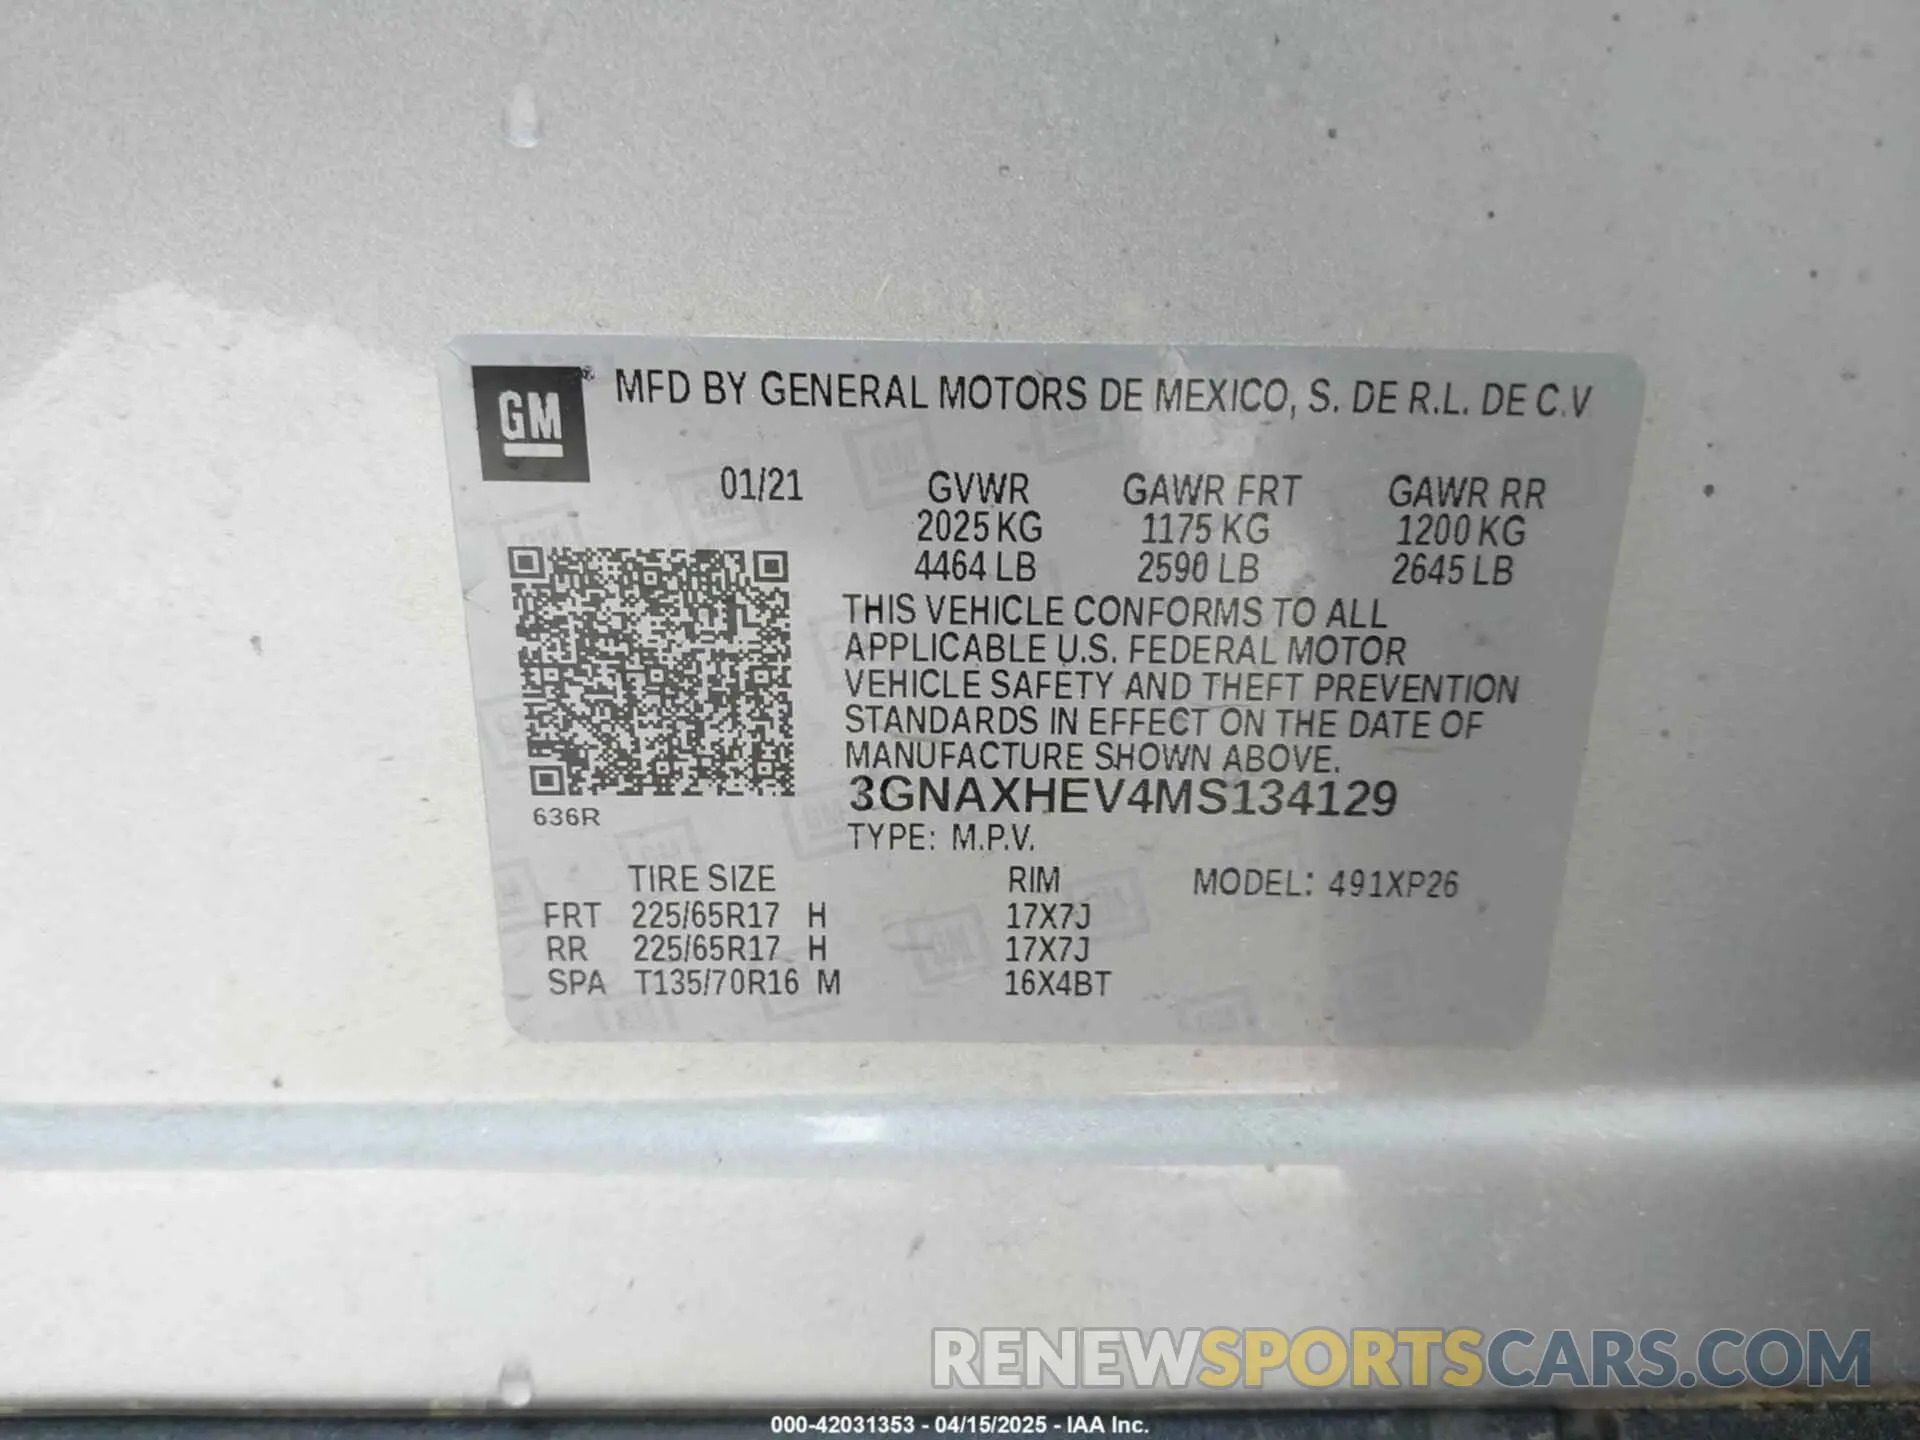 GM ® MFD BY GENERAL MOTORS DE MEXICO, S. DE R.L. DE C.V
01/21 GVWR GAWR FRT GAWR RR
2025 KG 1175 KG 1200 KG
4464 LB 2590 LB 2645 LB
THIS VEHICLE CONFORMS TO ALL
APPLICABLE U.S. FEDERAL MOTOR
VEHICLE SAFETY AND THEFT PREVENTION
STANDARDS IN EFFECT ON THE DATE OF
MANUFACTURE SHOWN ABOVE.
3GNAXHEV4MS134129
636R
TYPE: M.P.V.
TIRE SIZE RIM MODEL: 491XP26
FRT 225/65R17 H 17X7J
RR 225/65R17 H 17X7J
SPA T135/70R16 M 16X4BT
RENEWSPORTSCARS.COM
000-42031353 - 04/15/2025 - IAA Inc.